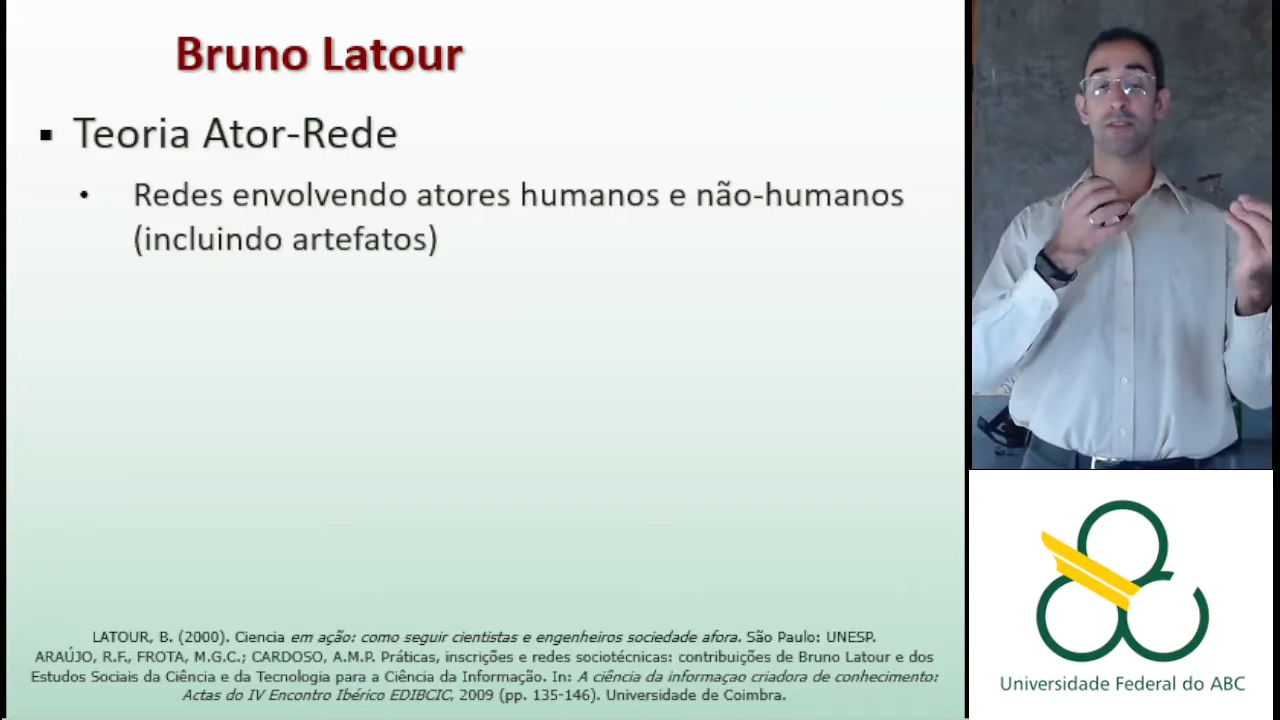 Bruno Latour
▪ Teoria Ator-Rede
• Redes envolvendo atores humanos e não-humanos
(incluindo artefatos)
LATOUR, B. (2000). Ciencia em ação: como seguir cientistas e engenheiros sociedade afora. São Paulo: UNESP.
ARAÚJO, R.F., FROTA, M.G.C.; CARDOSO, A.M.P. Práticas, inscrições e redes sociotécnicas: contribuições de Bruno Latour e dos
Estudos Sociais da Ciência e da Tecnologia para a Ciência da Informação. In: A ciência da informaçao criadora de conhecimento:
Actas do IV Encontro Ibérico EDIBCIC, 2009 (pp. 135-146). Universidade de Coimbra.
Universidade Federal do ABC